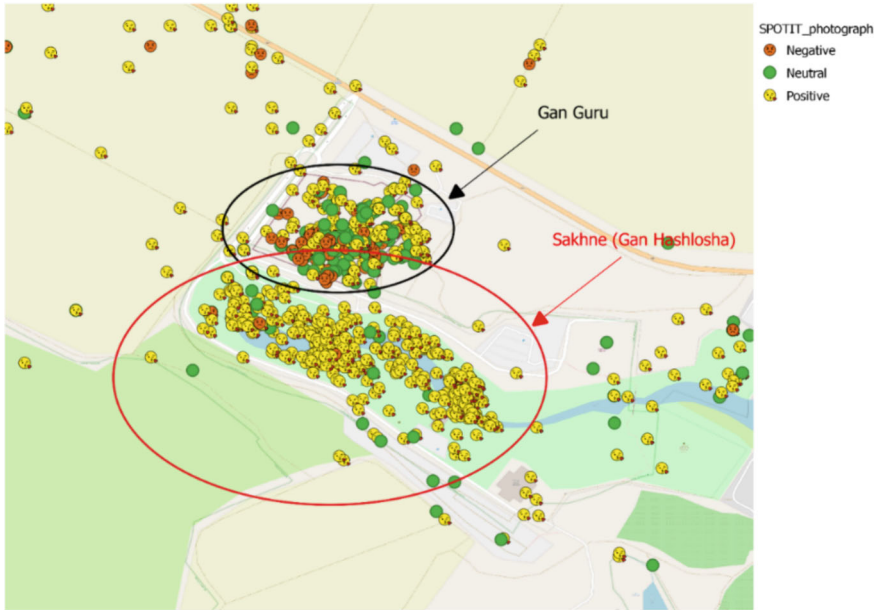 SPOTIT_photograph
Negative
Neutral
Positive
Gan Guru
Sakhne (Gan Hashlosha)